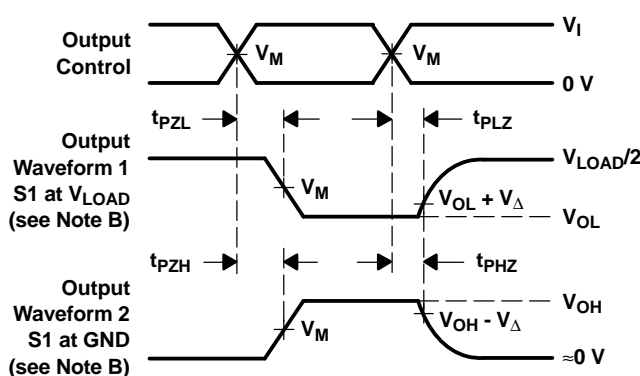 Output
Control
V_M
V_M
V_I
0 V
t_PZL
t_PLZ
Output
Waveform 1
S1 at V_LOAD
(see Note B)
V_M
V_OL + V_Δ
V_LOAD/2
V_OL
t_PZH
t_PHZ
Output
Waveform 2
S1 at GND
(see Note B)
V_M
V_OH - V_Δ
V_OH
≈0 V